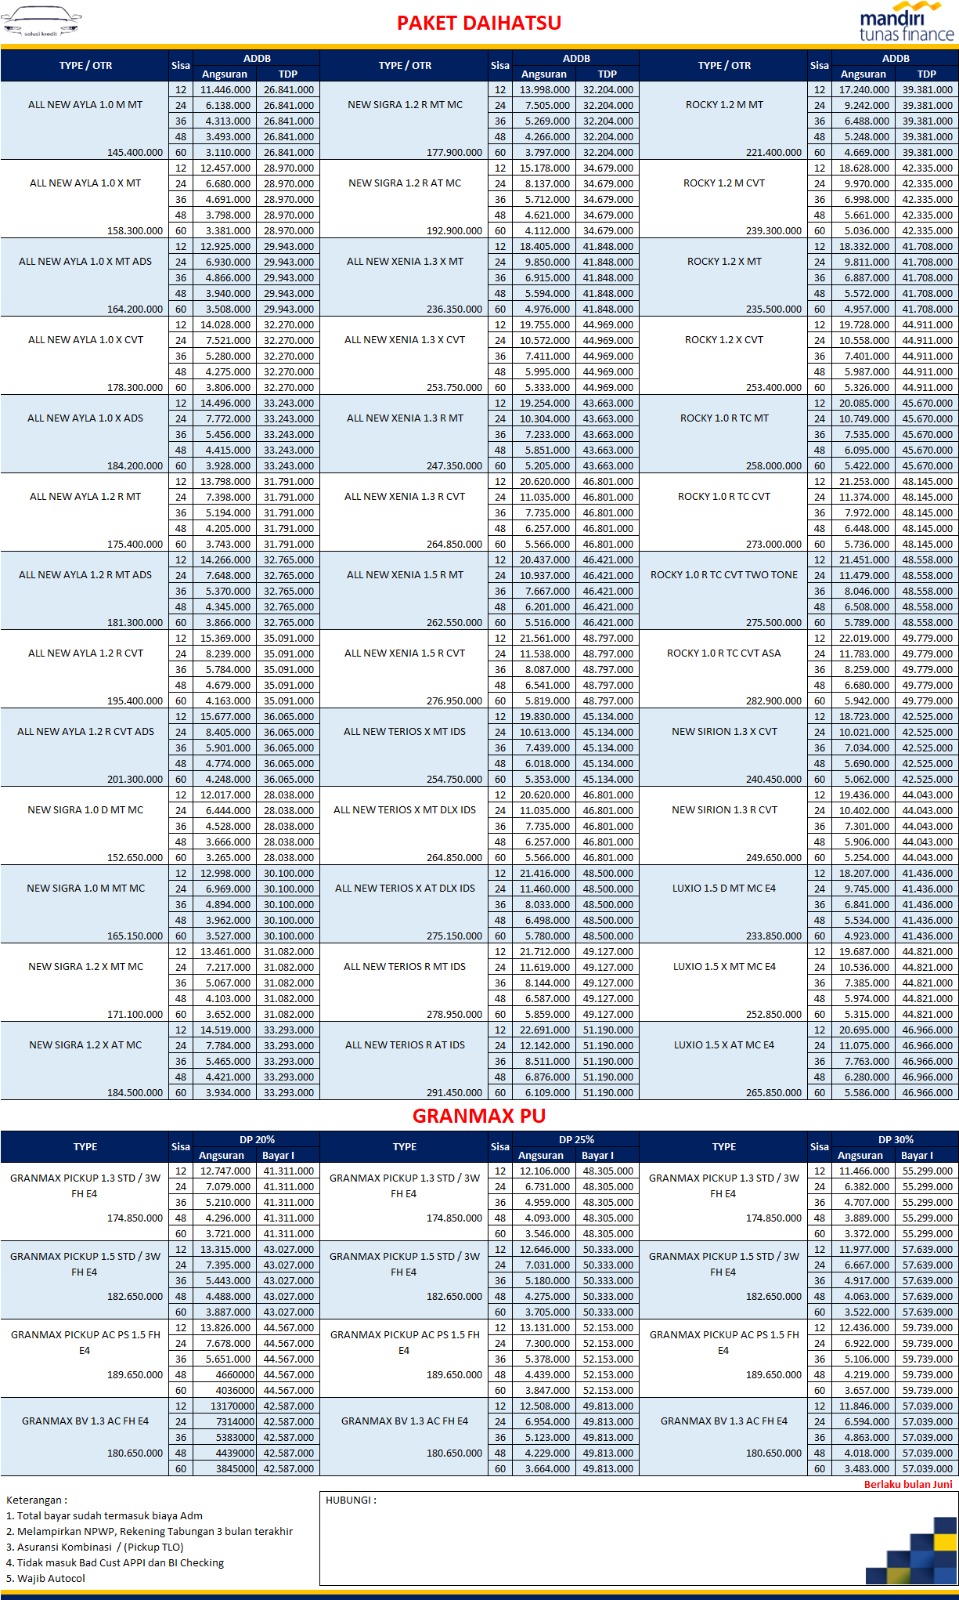 solusi kredit
PAKET DAIHATSU
mandiri
tunas finance
TYPE / OTR Sisa ADDB TYPE / OTR Sisa ADDB TYPE / OTR Sisa ADDB
Angsuran TDP Angsuran TDP Angsuran TDP
12 11.446.000 26.841.000 12 13.998.000 32.204.000 12 17.240.000 39.381.000
ALL NEW AYLA 1.0 M MT 24 6.138.000 26.841.000 NEW SIGRA 1.2 R MT MC 24 7.505.000 32.204.000 ROCKY 1.2 M MT 24 9.242.000 39.381.000
36 4.313.000 26.841.000 36 5.269.000 32.204.000 36 6.488.000 39.381.000
48 3.493.000 26.841.000 48 4.266.000 32.204.000 48 5.248.000 39.381.000
145.400.000 60 3.110.000 26.841.000 177.900.000 60 3.797.000 32.204.000 221.400.000 60 4.669.000 39.381.000
12 12.457.000 28.970.000 12 15.178.000 34.679.000 12 18.628.000 42.335.000
ALL NEW AYLA 1.0 X MT 24 6.680.000 28.970.000 NEW SIGRA 1.2 R AT MC 24 8.137.000 34.679.000 ROCKY 1.2 M CVT 24 9.970.000 42.335.000
36 4.691.000 28.970.000 36 5.712.000 34.679.000 36 6.998.000 42.335.000
48 3.798.000 28.970.000 48 4.621.000 34.679.000 48 5.661.000 42.335.000
158.300.000 60 3.381.000 28.970.000 192.900.000 60 4.112.000 34.679.000 239.300.000 60 5.036.000 42.335.000
12 12.925.000 29.943.000 12 18.405.000 41.848.000 12 18.332.000 41.708.000
ALL NEW AYLA 1.0 X MT ADS 24 6.930.000 29.943.000 ALL NEW XENIA 1.3 X MT 24 9.850.000 41.848.000 ROCKY 1.2 X MT 24 9.811.000 41.708.000
36 4.866.000 29.943.000 36 6.915.000 41.848.000 36 6.887.000 41.708.000
48 3.940.000 29.943.000 48 5.594.000 41.848.000 48 5.572.000 41.708.000
164.200.000 60 3.508.000 29.943.000 236.350.000 60 4.976.000 41.848.000 235.500.000 60 4.957.000 41.708.000
12 14.028.000 32.270.000 12 19.755.000 44.969.000 12 19.728.000 44.911.000
ALL NEW AYLA 1.0 X CVT 24 7.521.000 32.270.000 ALL NEW XENIA 1.3 X CVT 24 10.572.000 44.969.000 ROCKY 1.2 X CVT 24 10.558.000 44.911.000
36 5.280.000 32.270.000 36 7.411.000 44.969.000 36 7.401.000 44.911.000
48 4.275.000 32.270.000 48 5.995.000 44.969.000 48 5.987.000 44.911.000
178.300.000 60 3.806.000 32.270.000 253.750.000 60 5.333.000 44.969.000 253.400.000 60 5.326.000 44.911.000
12 14.496.000 33.243.000 12 19.254.000 43.663.000 12 20.085.000 45.670.000
ALL NEW AYLA 1.0 X ADS 24 7.772.000 33.243.000 ALL NEW XENIA 1.3 R MT 24 10.304.000 43.663.000 ROCKY 1.0 R TC MT 24 10.749.000 45.670.000
36 5.456.000 33.243.000 36 7.233.000 43.663.000 36 7.535.000 45.670.000
48 4.415.000 33.243.000 48 5.851.000 43.663.000 48 6.095.000 45.670.000
184.200.000 60 3.928.000 33.243.000 247.350.000 60 5.205.000 43.663.000 258.000.000 60 5.422.000 45.670.000
12 13.798.000 31.791.000 12 20.620.000 46.801.000 12 21.253.000 48.145.000
ALL NEW AYLA 1.2 R MT 24 7.398.000 31.791.000 ALL NEW XENIA 1.3 R CVT 24 11.035.000 46.801.000 ROCKY 1.0 R TC CVT 24 11.374.000 48.145.000
36 5.194.000 31.791.000 36 7.735.000 46.801.000 36 7.972.000 48.145.000
48 4.205.000 31.791.000 48 6.257.000 46.801.000 48 6.448.000 48.145.000
175.400.000 60 3.743.000 31.791.000 264.850.000 60 5.566.000 46.801.000 273.000.000 60 5.736.000 48.145.000
12 14.266.000 32.765.000 12 20.437.000 46.421.000 12 21.451.000 48.558.000
ALL NEW AYLA 1.2 R MT ADS 24 7.648.000 32.765.000 ALL NEW XENIA 1.5 R MT 24 10.937.000 46.421.000 ROCKY 1.0 R TC CVT TWO TONE 24 11.479.000 48.558.000
36 5.370.000 32.765.000 36 7.667.000 46.421.000 36 8.046.000 48.558.000
48 4.345.000 32.765.000 48 6.201.000 46.421.000 48 6.508.000 48.558.000
181.300.000 60 3.866.000 32.765.000 262.550.000 60 5.516.000 46.421.000 275.500.000 60 5.789.000 48.558.000
12 15.369.000 35.091.000 12 21.561.000 48.797.000 12 22.019.000 49.779.000
ALL NEW AYLA 1.2 R CVT 24 8.239.000 35.091.000 ALL NEW XENIA 1.5 R CVT 24 11.538.000 48.797.000 ROCKY 1.0 R TC CVT ASA 24 11.783.000 49.779.000
36 5.784.000 35.091.000 36 8.087.000 48.797.000 36 8.259.000 49.779.000
48 4.679.000 35.091.000 48 6.541.000 48.797.000 48 6.680.000 49.779.000
195.400.000 60 4.163.000 35.091.000 276.950.000 60 5.819.000 48.797.000 282.900.000 60 5.942.000 49.779.000
12 15.677.000 36.065.000 12 19.830.000 45.134.000 12 18.723.000 42.525.000
ALL NEW AYLA 1.2 R CVT ADS 24 8.405.000 36.065.000 ALL NEW TERIOS X MT IDS 24 10.613.000 45.134.000 NEW SIRION 1.3 X CVT 24 10.021.000 42.525.000
36 5.901.000 36.065.000 36 7.439.000 45.134.000 36 7.034.000 42.525.000
48 4.774.000 36.065.000 48 6.018.000 45.134.000 48 5.690.000 42.525.000
201.300.000 60 4.248.000 36.065.000 254.750.000 60 5.353.000 45.134.000 240.450.000 60 5.062.000 42.525.000
12 12.017.000 28.038.000 12 20.620.000 46.801.000 12 19.436.000 44.043.000
NEW SIGRA 1.0 D MT MC 24 6.444.000 28.038.000 ALL NEW TERIOS X MT DLX IDS 24 11.035.000 46.801.000 NEW SIRION 1.3 R CVT 24 10.402.000 44.043.000
36 4.528.000 28.038.000 36 7.735.000 46.801.000 36 7.301.000 44.043.000
48 3.666.000 28.038.000 48 6.257.000 46.801.000 48 5.906.000 44.043.000
152.650.000 60 3.265.000 28.038.000 264.850.000 60 5.566.000 46.801.000 249.650.000 60 5.254.000 44.043.000
12 12.998.000 30.100.000 12 21.416.000 48.500.000 12 18.207.000 41.436.000
NEW SIGRA 1.0 M MT MC 24 6.969.000 30.100.000 ALL NEW TERIOS X AT DLX IDS 24 11.460.000 48.500.000 LUXIO 1.5 D MT MC E4 24 9.745.000 41.436.000
36 4.894.000 30.100.000 36 8.033.000 48.500.000 36 6.841.000 41.436.000
48 3.962.000 30.100.000 48 6.498.000 48.500.000 48 5.534.000 41.436.000
165.150.000 60 3.527.000 30.100.000 275.150.000 60 5.780.000 48.500.000 233.850.000 60 4.923.000 41.436.000
12 13.461.000 31.082.000 12 21.712.000 49.127.000 12 19.687.000 44.821.000
NEW SIGRA 1.2 X MT MC 24 7.217.000 31.082.000 ALL NEW TERIOS R MT IDS 24 11.619.000 49.127.000 LUXIO 1.5 X MT MC E4 24 10.536.000 44.821.000
36 5.067.000 31.082.000 36 8.144.000 49.127.000 36 7.385.000 44.821.000
48 4.103.000 31.082.000 48 6.587.000 49.127.000 48 5.974.000 44.821.000
171.100.000 60 3.652.000 31.082.000 278.950.000 60 5.859.000 49.127.000 252.850.000 60 5.315.000 44.821.000
12 14.519.000 33.293.000 12 22.691.000 51.190.000 12 20.695.000 46.966.000
NEW SIGRA 1.2 X AT MC 24 7.784.000 33.293.000 ALL NEW TERIOS R AT IDS 24 12.142.000 51.190.000 LUXIO 1.5 X AT MC E4 24 11.075.000 46.966.000
36 5.465.000 33.293.000 36 8.511.000 51.190.000 36 7.763.000 46.966.000
48 4.421.000 33.293.000 48 6.876.000 51.190.000 48 6.280.000 46.966.000
184.500.000 60 3.934.000 33.293.000 291.450.000 60 6.109.000 51.190.000 265.850.000 60 5.586.000 46.966.000
GRANMAX PU
TYPE Sisa DP 20% TYPE Sisa DP 25% TYPE Sisa DP 30%
Angsuran Bayar I Angsuran Bayar I Angsuran Bayar I
12 12.747.000 41.311.000 12 12.106.000 48.305.000 12 11.466.000 55.299.000
GRANMAX PICKUP 1.3 STD / 3W 24 7.079.000 41.311.000 GRANMAX PICKUP 1.3 STD / 3W 24 6.731.000 48.305.000 GRANMAX PICKUP 1.3 STD / 3W 24 6.382.000 55.299.000
FH E4 36 5.210.000 41.311.000 FH E4 36 4.959.000 48.305.000 FH E4 36 4.707.000 55.299.000
174.850.000 48 4.296.000 41.311.000 174.850.000 48 4.093.000 48.305.000 174.850.000 48 3.889.000 55.299.000
60 3.721.000 41.311.000 60 3.546.000 48.305.000 60 3.372.000 55.299.000
12 13.315.000 43.027.000 12 12.646.000 50.333.000 12 11.977.000 57.639.000
GRANMAX PICKUP 1.5 STD / 3W 24 7.395.000 43.027.000 GRANMAX PICKUP 1.5 STD / 3W 24 7.031.000 50.333.000 GRANMAX PICKUP 1.5 STD / 3W 24 6.667.000 57.639.000
FH E4 36 5.443.000 43.027.000 FH E4 36 5.180.000 50.333.000 FH E4 36 4.917.000 57.639.000
182.650.000 48 4.488.000 43.027.000 182.650.000 48 4.275.000 50.333.000 182.650.000 48 4.063.000 57.639.000
60 3.887.000 43.027.000 60 3.705.000 50.333.000 60 3.522.000 57.639.000
12 13.826.000 44.567.000 12 13.131.000 52.153.000 12 12.436.000 59.739.000
GRANMAX PICKUP AC PS 1.5 FH 24 7.678.000 44.567.000 GRANMAX PICKUP AC PS 1.5 FH 24 7.300.000 52.153.000 GRANMAX PICKUP AC PS 1.5 FH 24 6.922.000 59.739.000
E4 36 5.651.000 44.567.000 E4 36 5.378.000 52.153.000 E4 36 5.106.000 59.739.000
189.650.000 48 4660000 44.567.000 189.650.000 48 4.439.000 52.153.000 189.650.000 48 4.219.000 59.739.000
60 4036000 44.567.000 60 3.847.000 52.153.000 60 3.657.000 59.739.000
12 13170000 42.587.000 12 12.508.000 49.813.000 12 11.846.000 57.039.000
GRANMAX BV 1.3 AC FH E4 24 7314000 42.587.000 GRANMAX BV 1.3 AC FH E4 24 6.954.000 49.813.000 GRANMAX BV 1.3 AC FH E4 24 6.594.000 57.039.000
36 5383000 42.587.000 36 5.123.000 49.813.000 36 4.863.000 57.039.000
180.650.000 48 4439000 42.587.000 180.650.000 48 4.229.000 49.813.000 180.650.000 48 4.018.000 57.039.000
60 3845000 42.587.000 60 3.664.000 49.813.000 60 3.483.000 57.039.000
Berlaku bulan Juni
Keterangan :
1. Total bayar sudah termasuk biaya Adm
2. Melampirkan NPWP, Rekening Tabungan 3 bulan terakhir
3. Asuransi Kombinasi / (Pickup TLO)
4. Tidak masuk Bad Cust APPI dan BI Checking
5. Wajib Autocol
HUBUNGI :